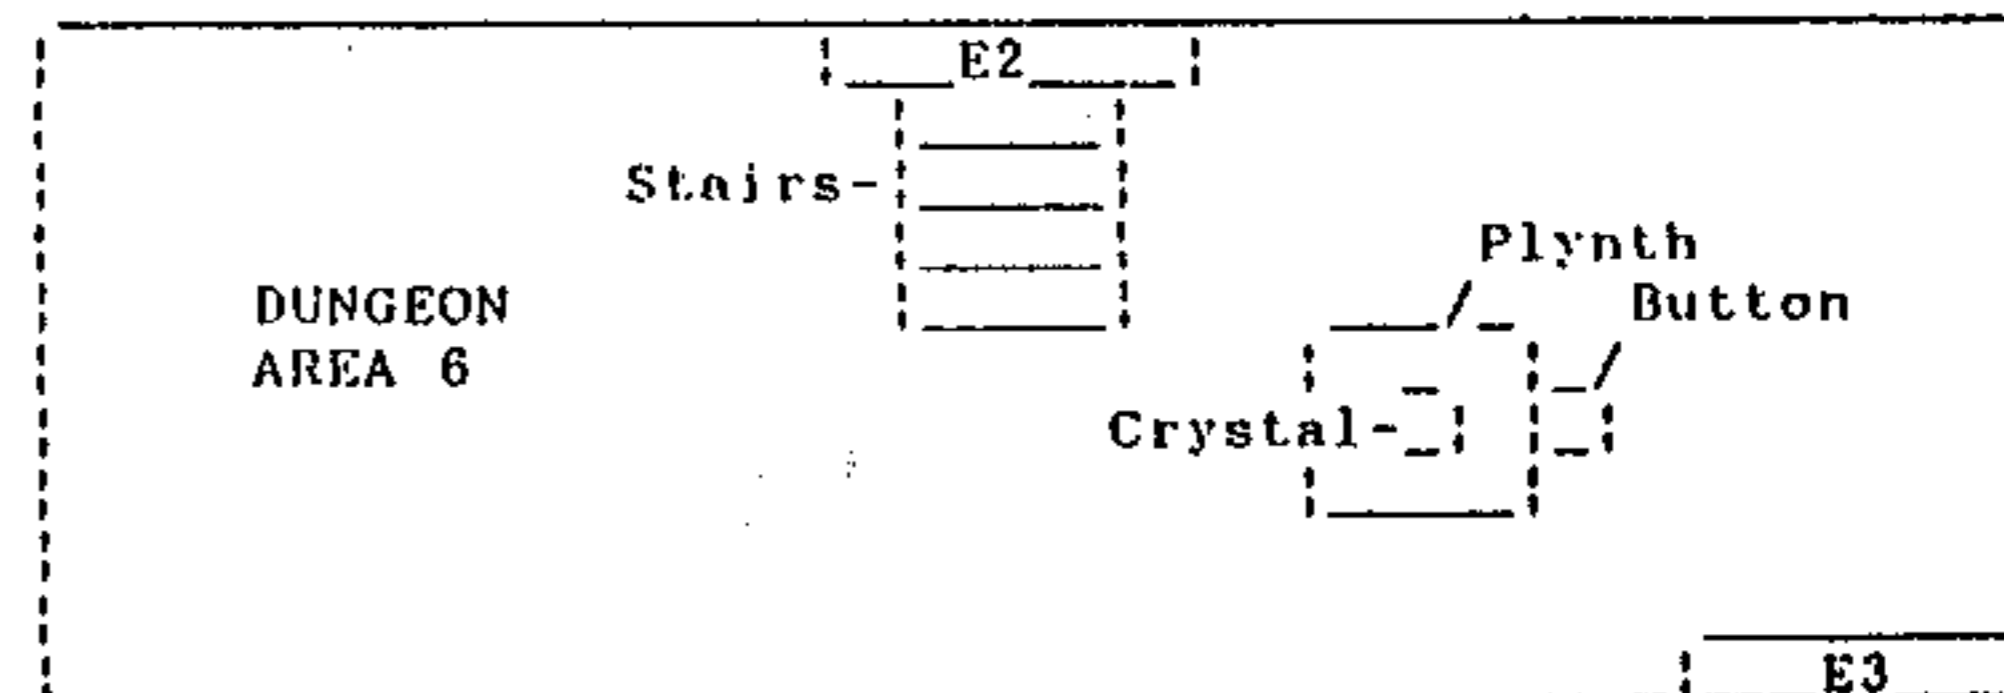 E2
Stairs-
Plynth
DUNGEON
Button
AREA 6
Crystal-
E3